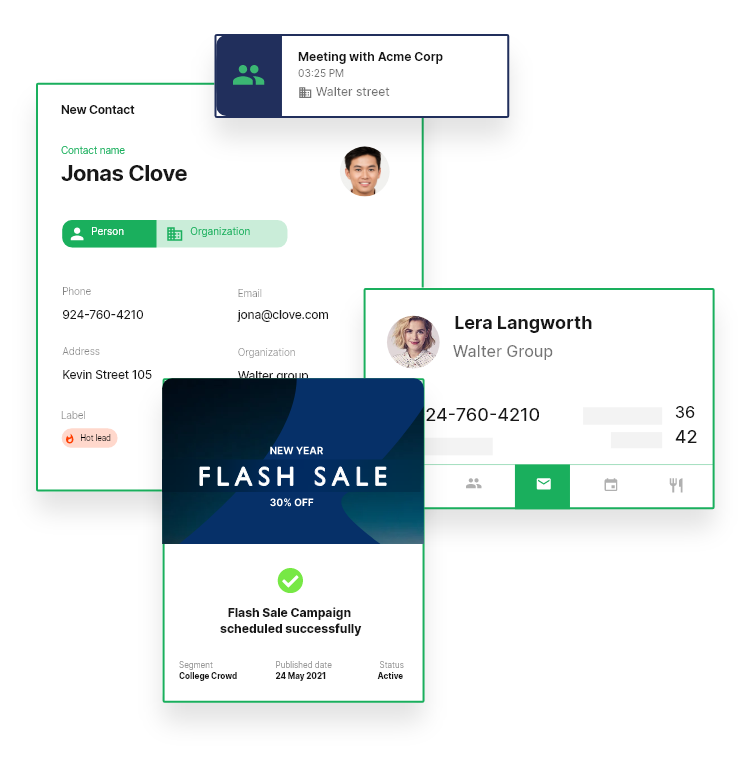 Meeting with Acme Corp
03:25 PM
Walter street
New Contact
Contact name
Jonas Clove
Person
Organization
Phone
Email
924-760-4210
jona@clove.com
Address
Organization
Kevin Street 105
Walter group
Label
Hot lead
Lera Langworth
Walter Group
24-760-4210
36
42
NEW YEAR
FLASH SALE
30% OFF
Flash Sale Campaign
scheduled successfully
Segment
Published date
Status
College Crowd
24 May 2021
Active